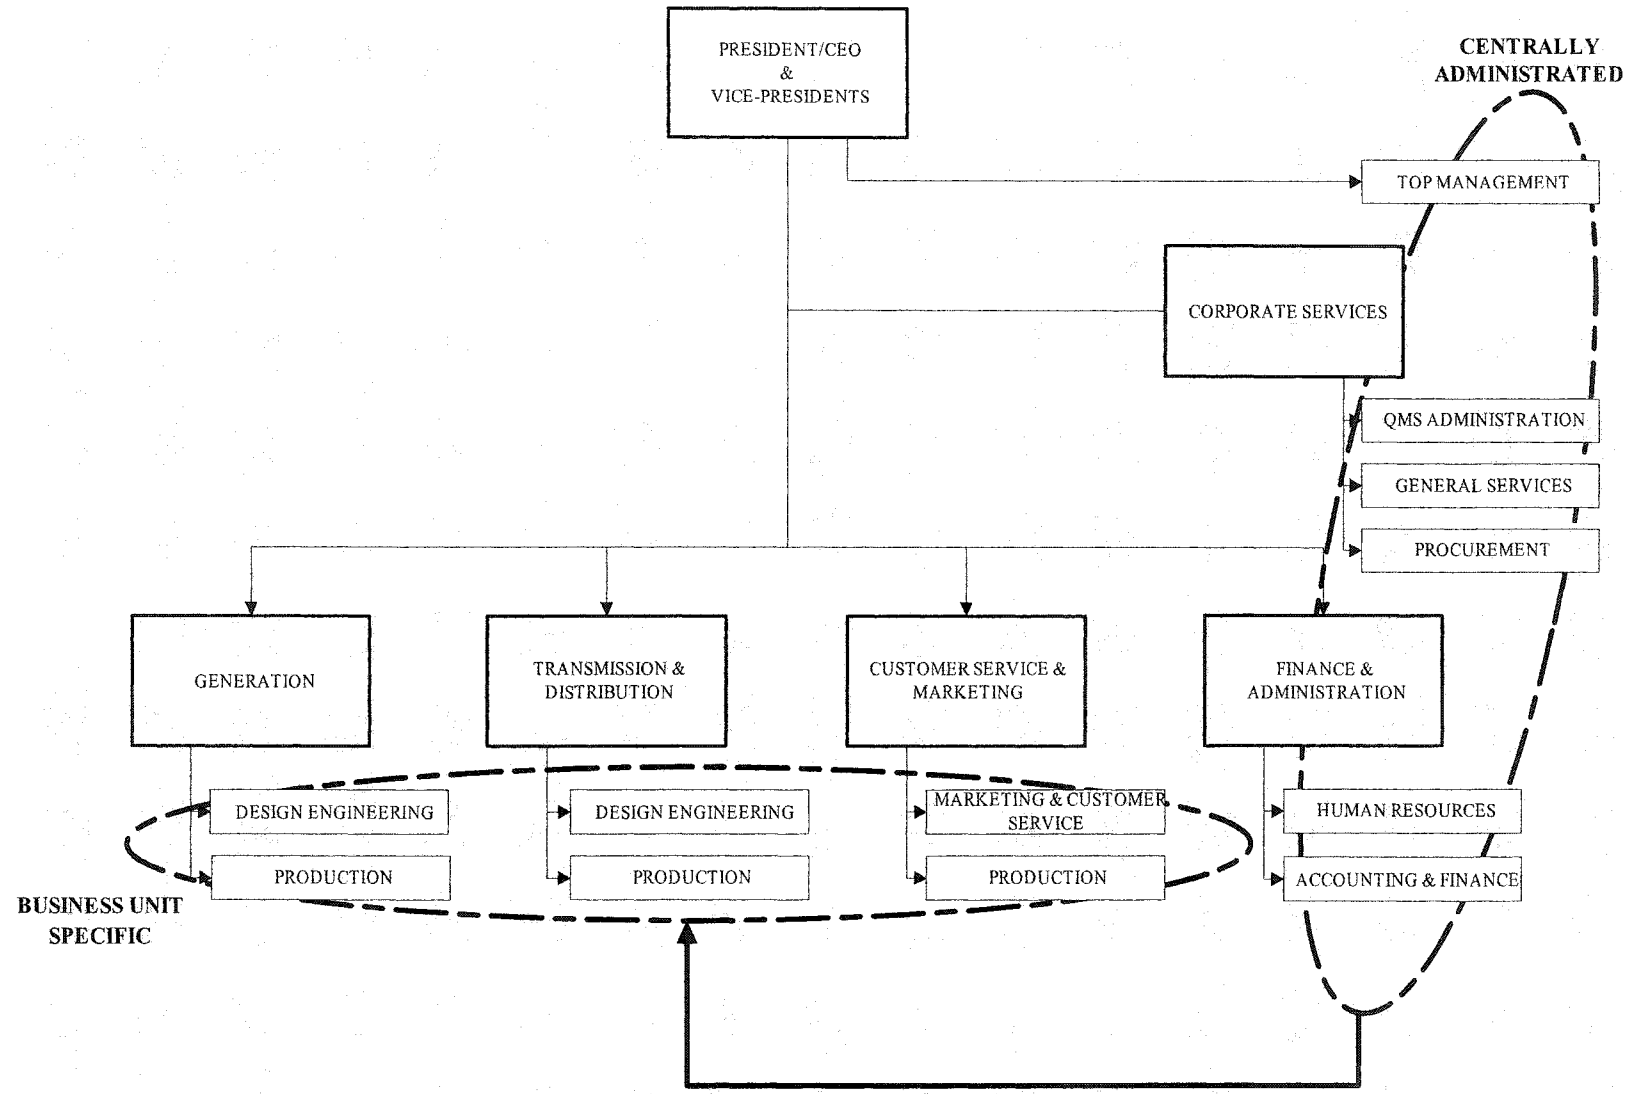 PRESIDENT/CEO
&
VICE-PRESIDENTS
CENTRALLY
ADMINISTRATED
TOP MANAGEMENT
CORPORATE SERVICES
QMS ADMINISTRATION
GENERAL SERVICES
PROCUREMENT
GENERATION
TRANSMISSION &
DISTRIBUTION
CUSTOMER SERVICE &
MARKETING
FINANCE &
ADMINISTRATION
DESIGN ENGINEERING
DESIGN ENGINEERING
MARKETING & CUSTOMER
SERVICE
HUMAN RESOURCES
PRODUCTION
PRODUCTION
PRODUCTION
ACCOUNTING & FINANCE
BUSINESS UNIT
SPECIFIC